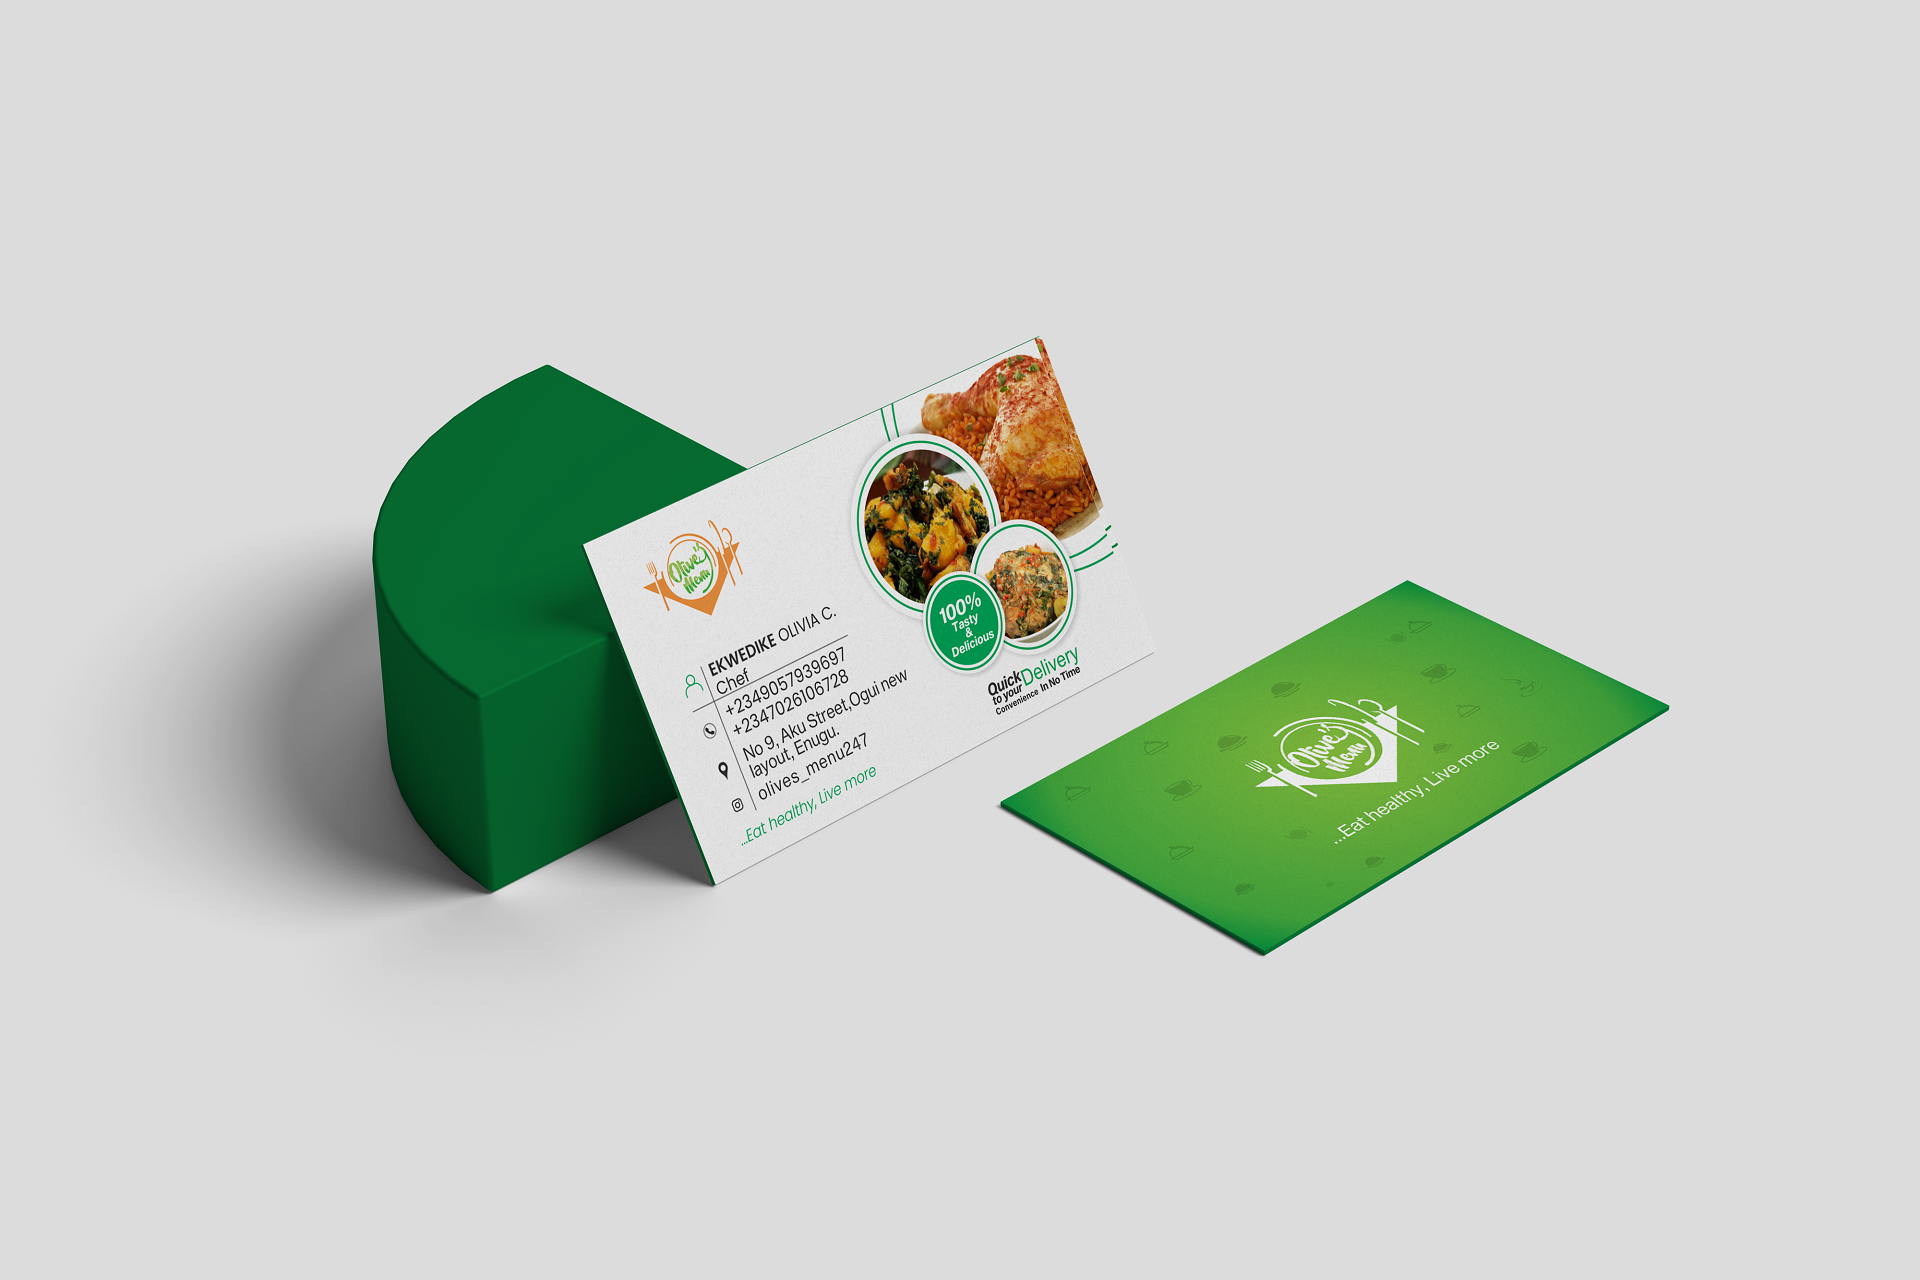 Olive's
Menu
EKWEDIKE OLIVIA C.
Chef
+2349057939697
+2347026106728
No 9, Aku Street,Ogui new
layout, Enugu.
olives_menu247
...Eat healthy, Live more
100%
Tasty
&
Delicious
Quick Delivery
to your
Convenience In No Time
Olive's
Menu
...Eat healthy, Live more